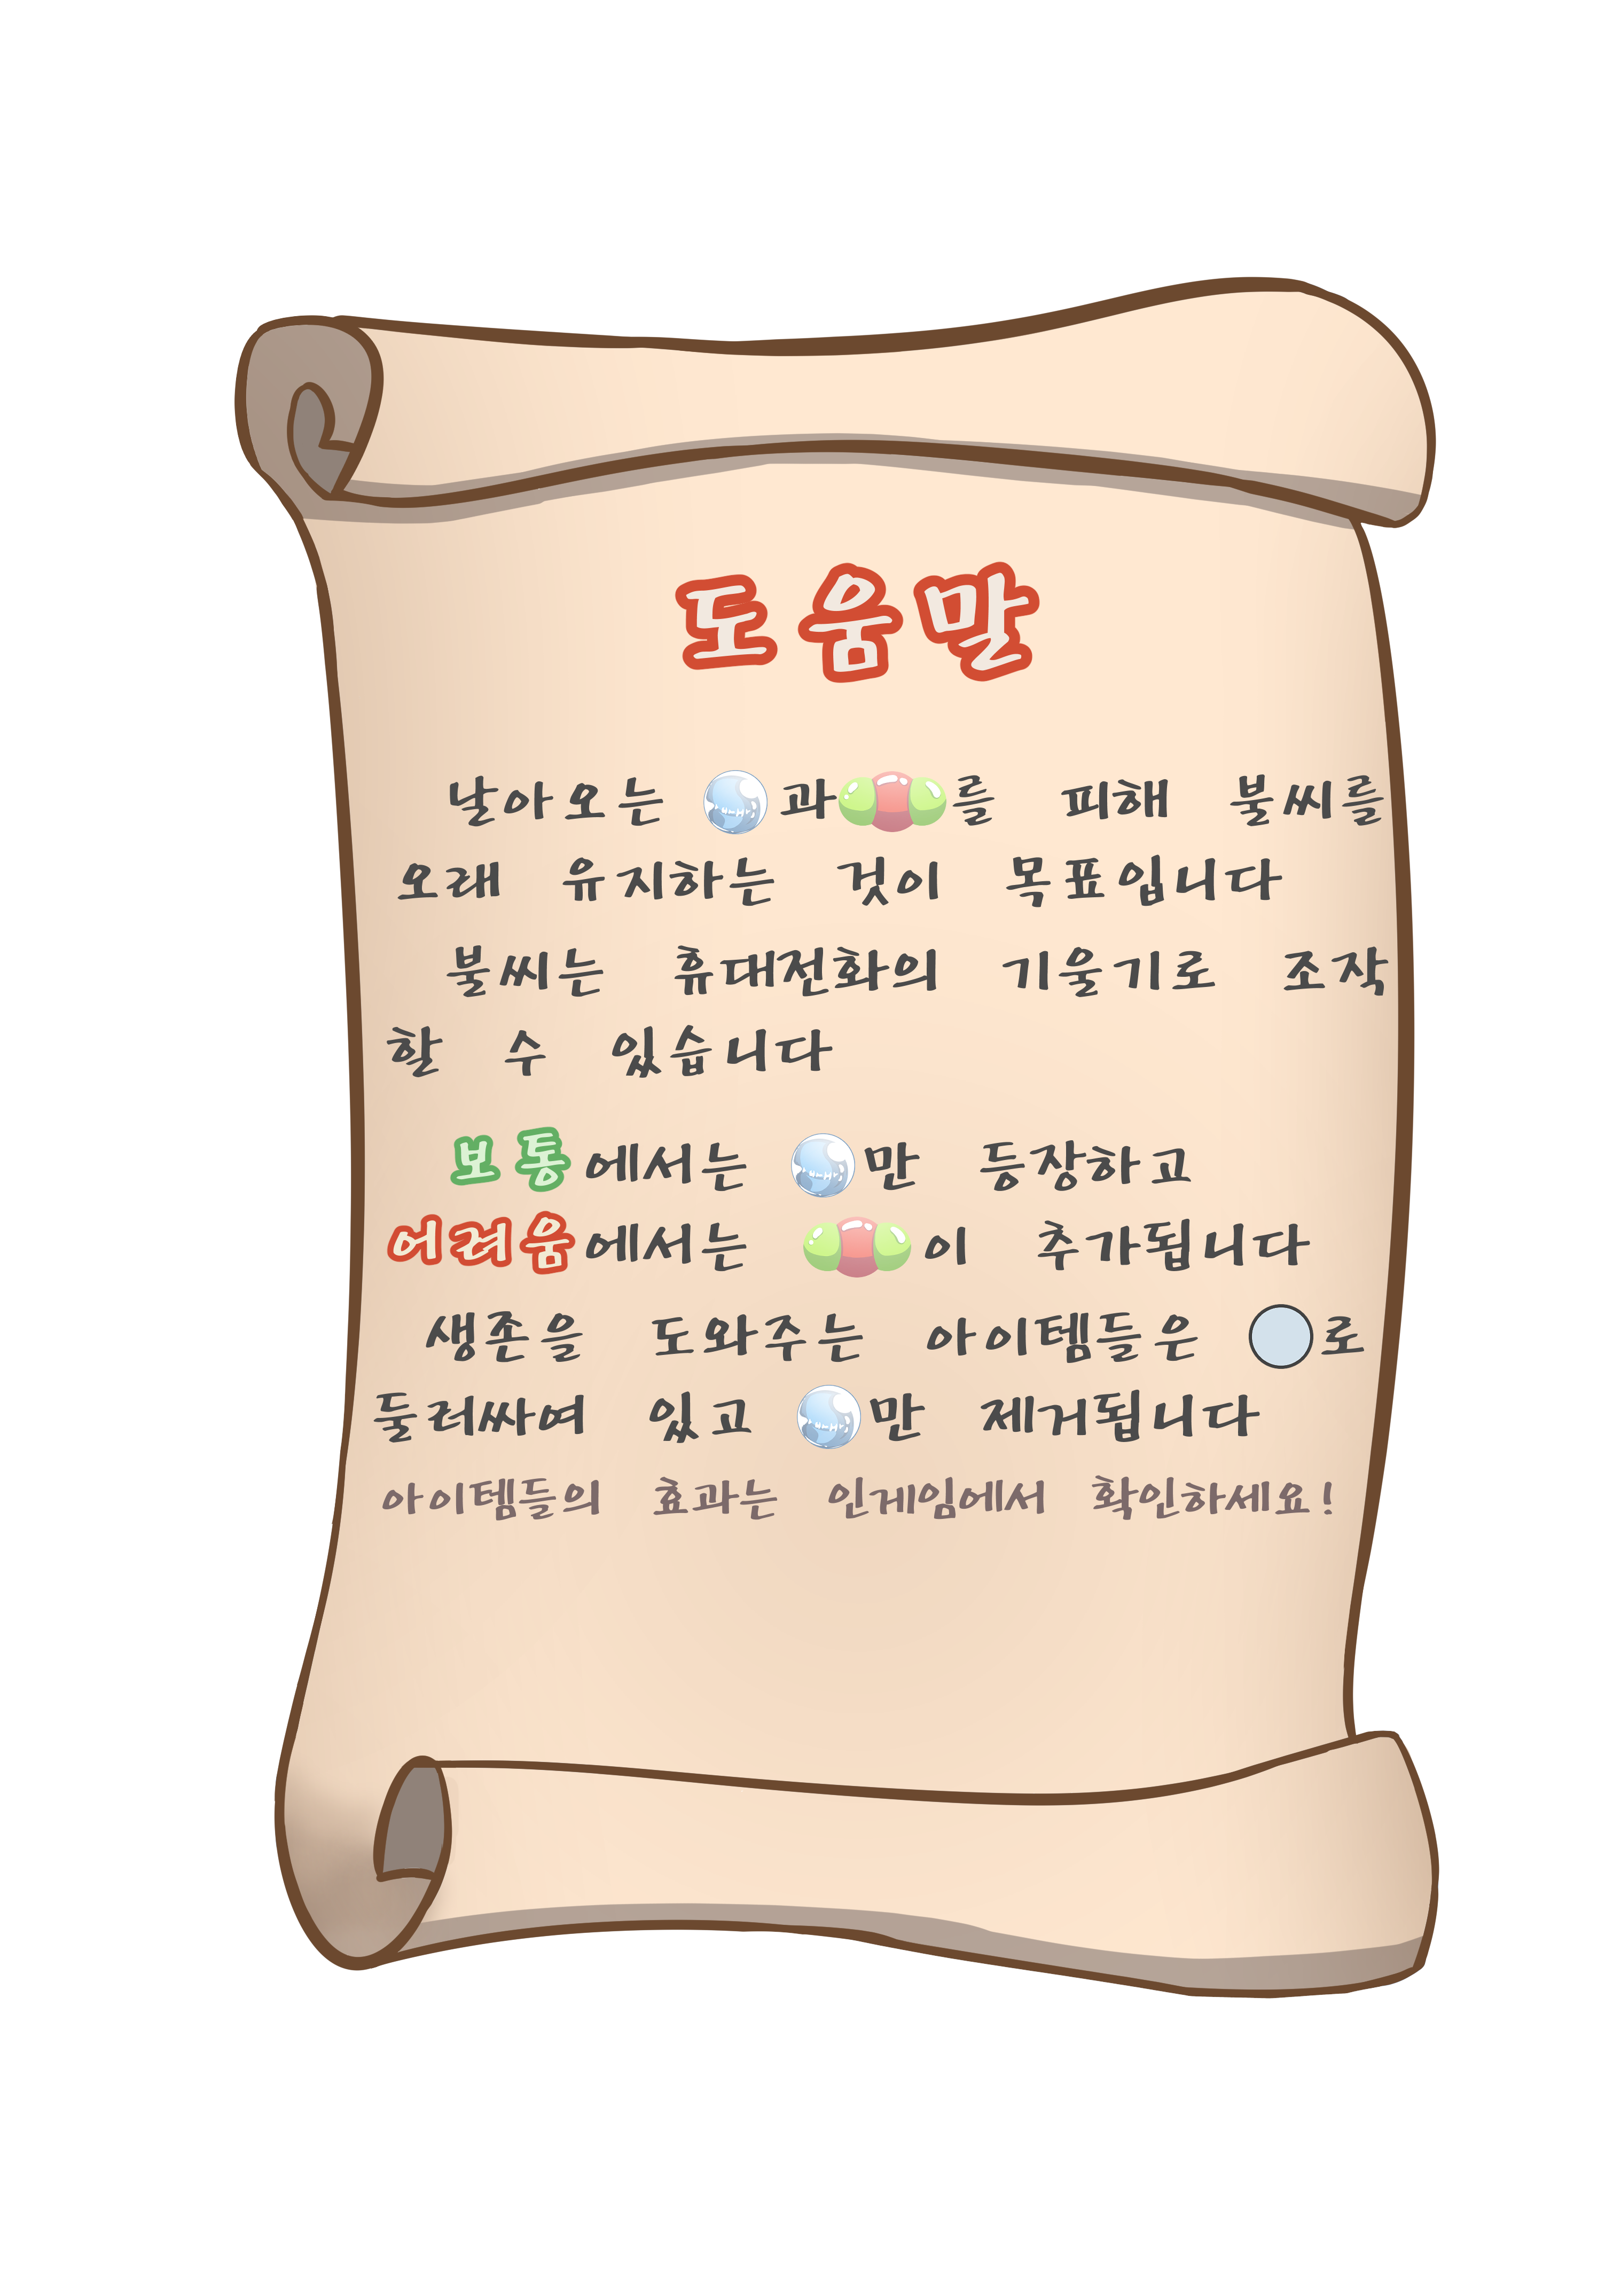 도움말
날아오는 과 를 피해 불씨를
오래 유지하는 것이 목표입니다
불씨는 휴대전화의 기울기로 조작
할 수 있습니다
보통에서는 만 등장하고
어려움에서는 이 추가됩니다
생존을 도와주는 아이템들은 로
둘러싸여 있고 만 제거됩니다
아이템들의 효과는 인게임에서 확인하세요!